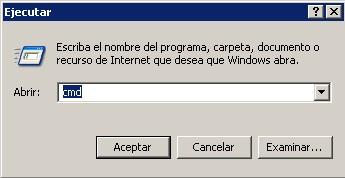 Ejecutar
Escriba el nombre del programa, carpeta, documento o
recurso de Internet que desea que Windows abra.
Abrir: cmd
Aceptar Cancelar Examinar...